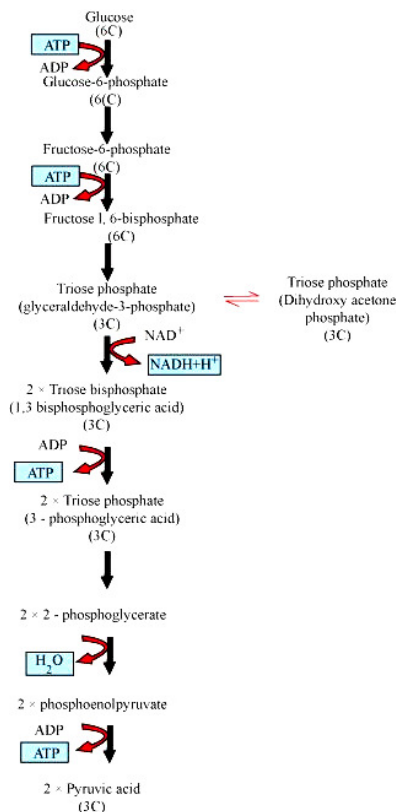 Glucose
(6C)
ATP
ADP
Glucose-6-phosphate
(6(C)
Fructose-6-phosphate
(6C)
ATP
ADP
Fructose 1, 6-bisphosphate
(6C)
Triose phosphate
(glyceraldehyde-3-phosphate)
(3C)
Triose phosphate
(Dihydroxy acetone
phosphate)
(3C)
NAD+
NADH+H+
2 × Triose bisphosphate
(1,3 bisphosphoglyceric acid)
(3C)
ADP
ATP
2 × Triose phosphate
(3 - phosphoglyceric acid)
(3C)
2 × 2 - phosphoglycerate
H2O
2 × phosphoenolpyruvate
ADP
ATP
2 × Pyruvic acid
(3C)